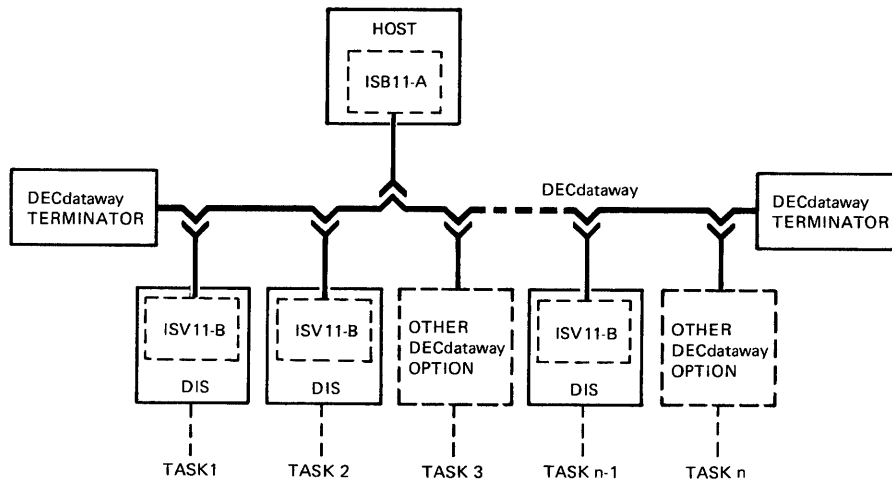 HOST
ISB11-A
DECdataway
TERMINATOR
DECdataway
DECdataway
TERMINATOR
ISV11-B
DIS
ISV11-B
DIS
OTHER
DECdataway
OPTION
ISV11-B
DIS
OTHER
DECdataway
OPTION
TASK1
TASK 2
TASK 3
TASK n-1
TASK n